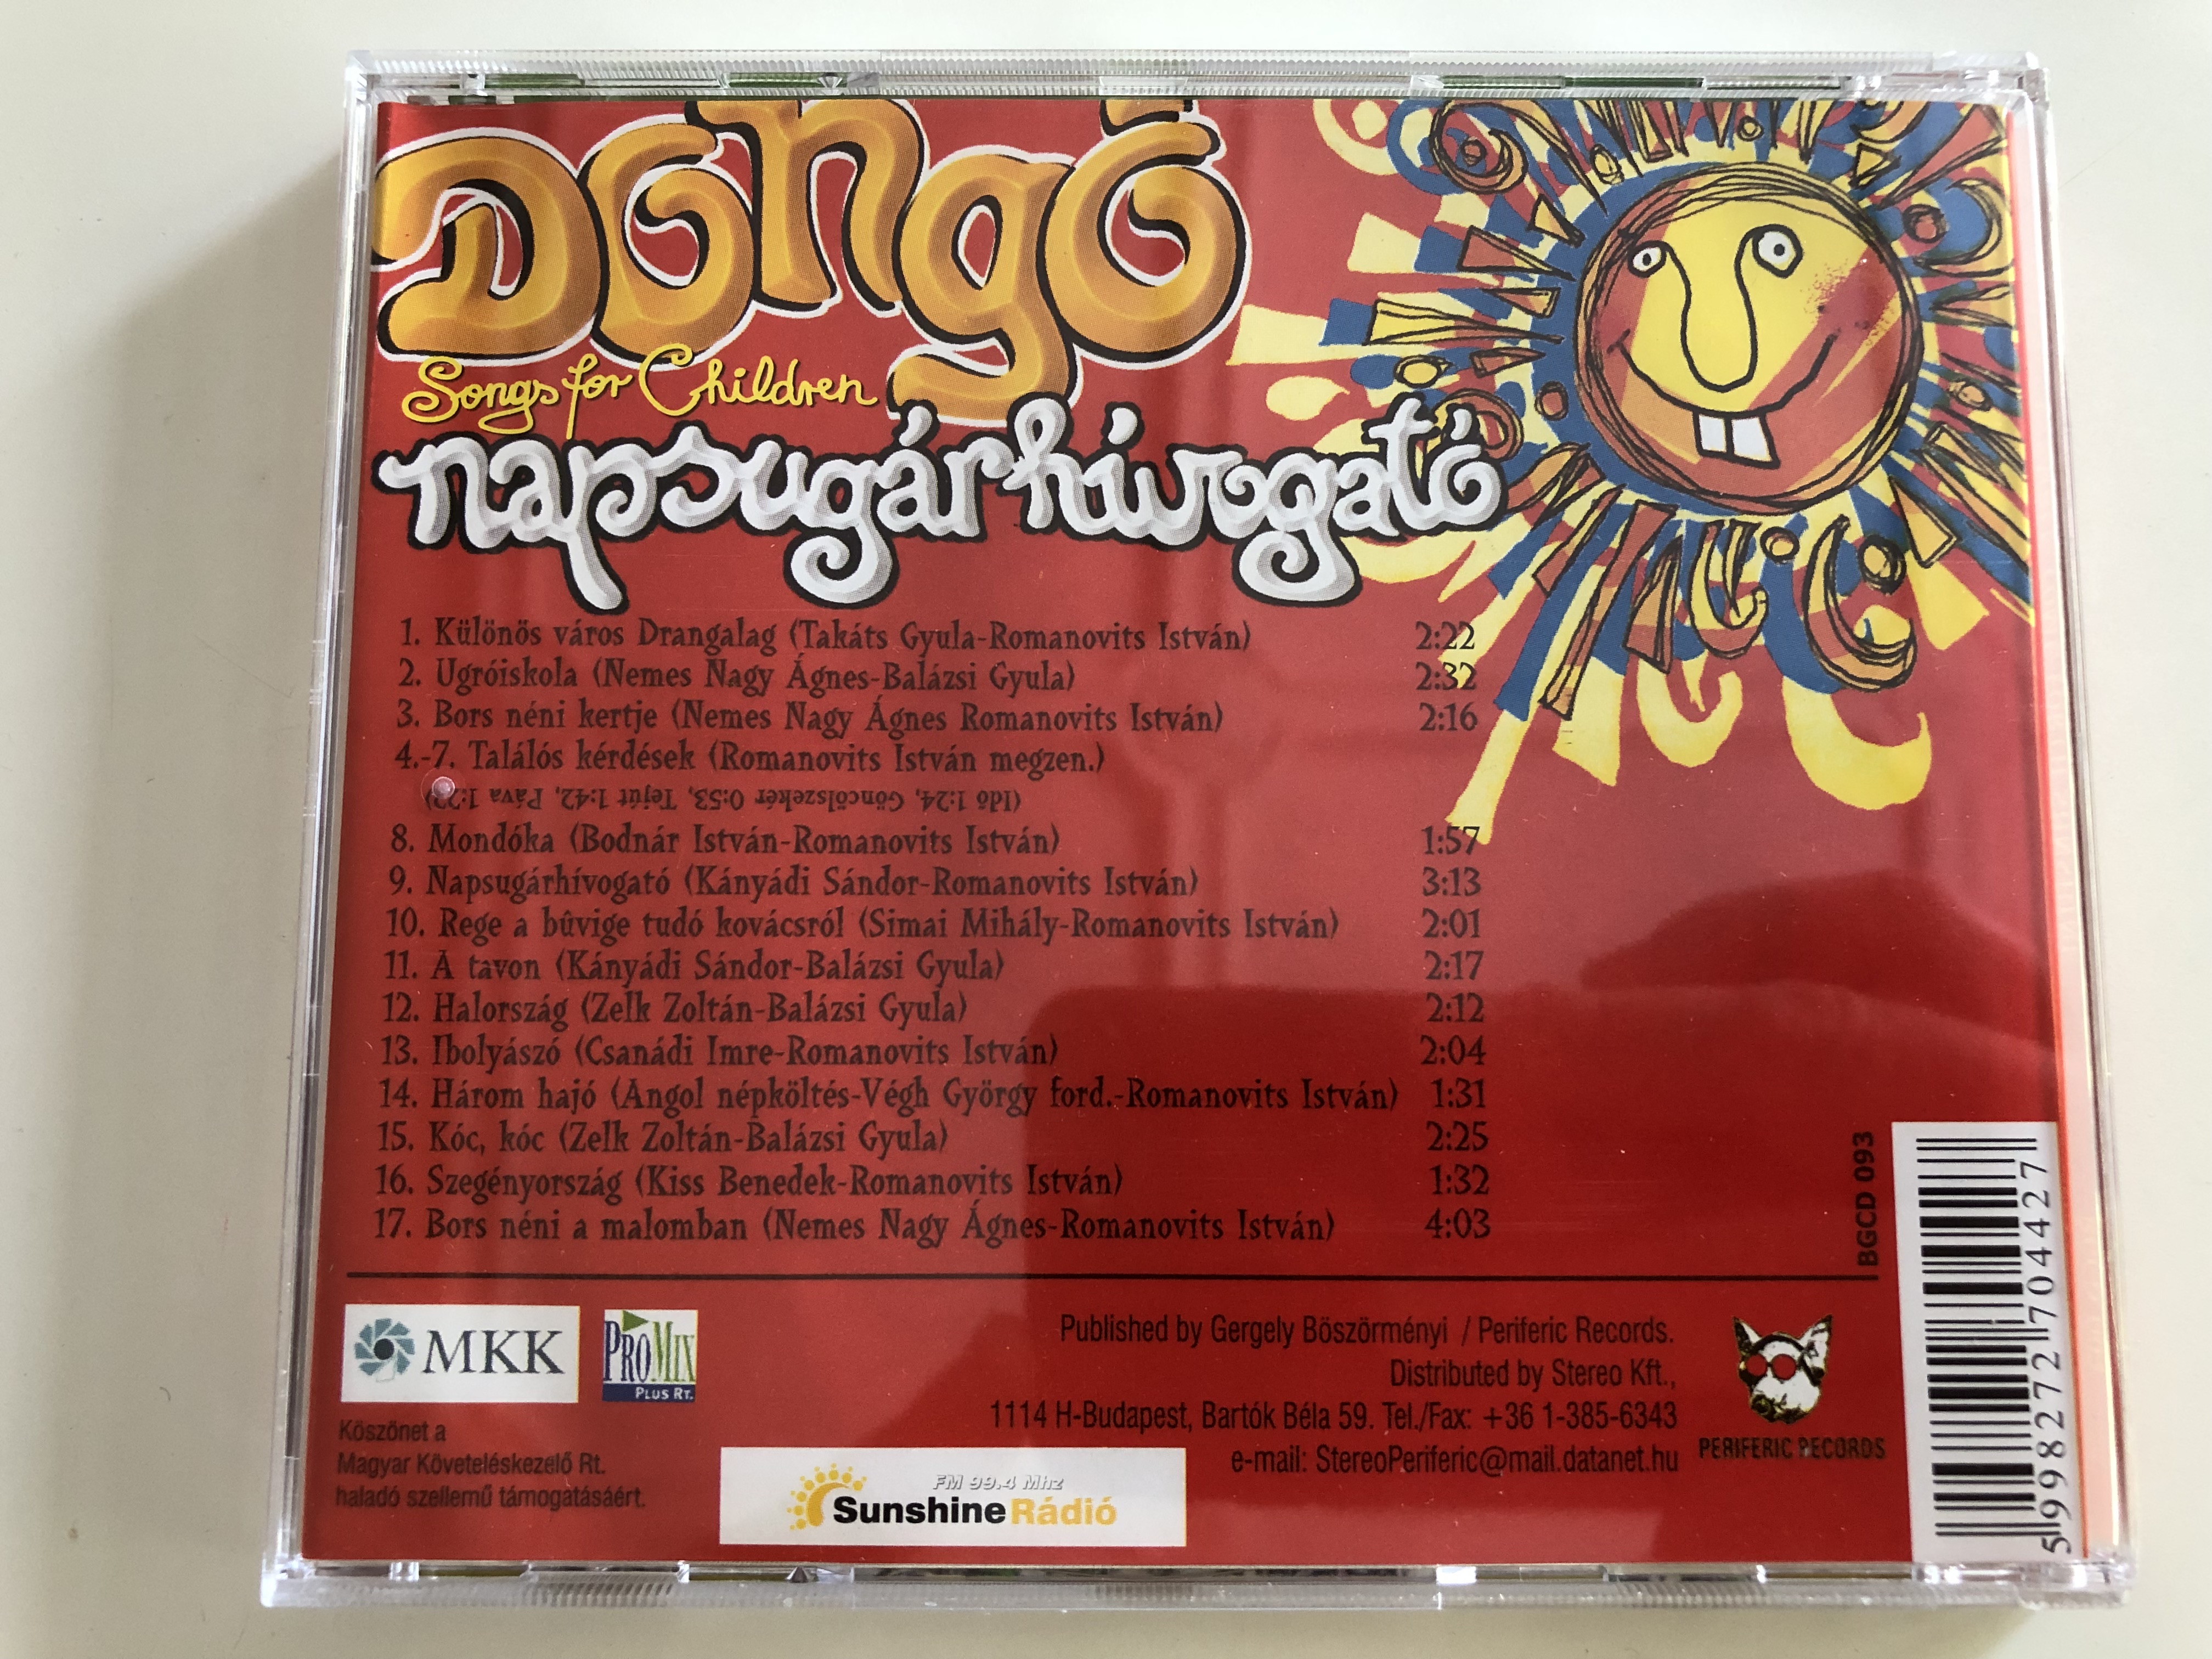 Dongó
Songs for Children
napsugárhívogató
1. Különös város Drangalag (Takáts Gyula-Romanovits István) 2:22
2. Ugróiskola (Nemes Nagy Ágnes-Balázsi Gyula) 2:32
3. Bors néni kertje (Nemes Nagy Ágnes Romanovits István) 2:16
4.-7. Találós kérdések (Romanovits István megzen.)
(Idő 1:24, Göncölszekér 0:53, Tejút 1:42, Páva
8. Mondóka (Bodnár István-Romanovits István) 1:57
9. Napsugárhívogató (Kányádi Sándor-Romanovits István) 3:13
10. Rege a bûvige tudó kovácsról (Simai Mihály-Romanovits István) 2:01
11. A tavon (Kányádi Sándor-Balázsi Gyula) 2:17
12. Halország (Zelk Zoltán-Balázsi Gyula) 2:12
13. Ibolyászó (Csanádi Imre-Romanovits István) 2:04
14. Három hajó (Angol népköltés-Végh György ford.-Romanovits István) 1:31
15. Kóc, kóc (Zelk Zoltán-Balázsi Gyula) 2:25
16. Szegényország (Kiss Benedek-Romanovits István) 1:32
17. Bors néni a malomban (Nemes Nagy Ágnes-Romanovits István) 4:03
BGCD 093
5998272704427
MKK
PROMIX
PLUS RT.
Köszönet a
Magyar Követeléskezelő Rt.
haladó szellemű támogatásáért.
Published by Gergely Böszörményi / Periferic Records.
Distributed by Stereo Kft.,
1114 H-Budapest, Bartók Béla 59. Tel./Fax: +36 1-385-6343
e-mail: StereoPeriferic@mail.datanet.hu
PERIFERIC RECORDS
FM 99.4 Mhz
Sunshine Rádió